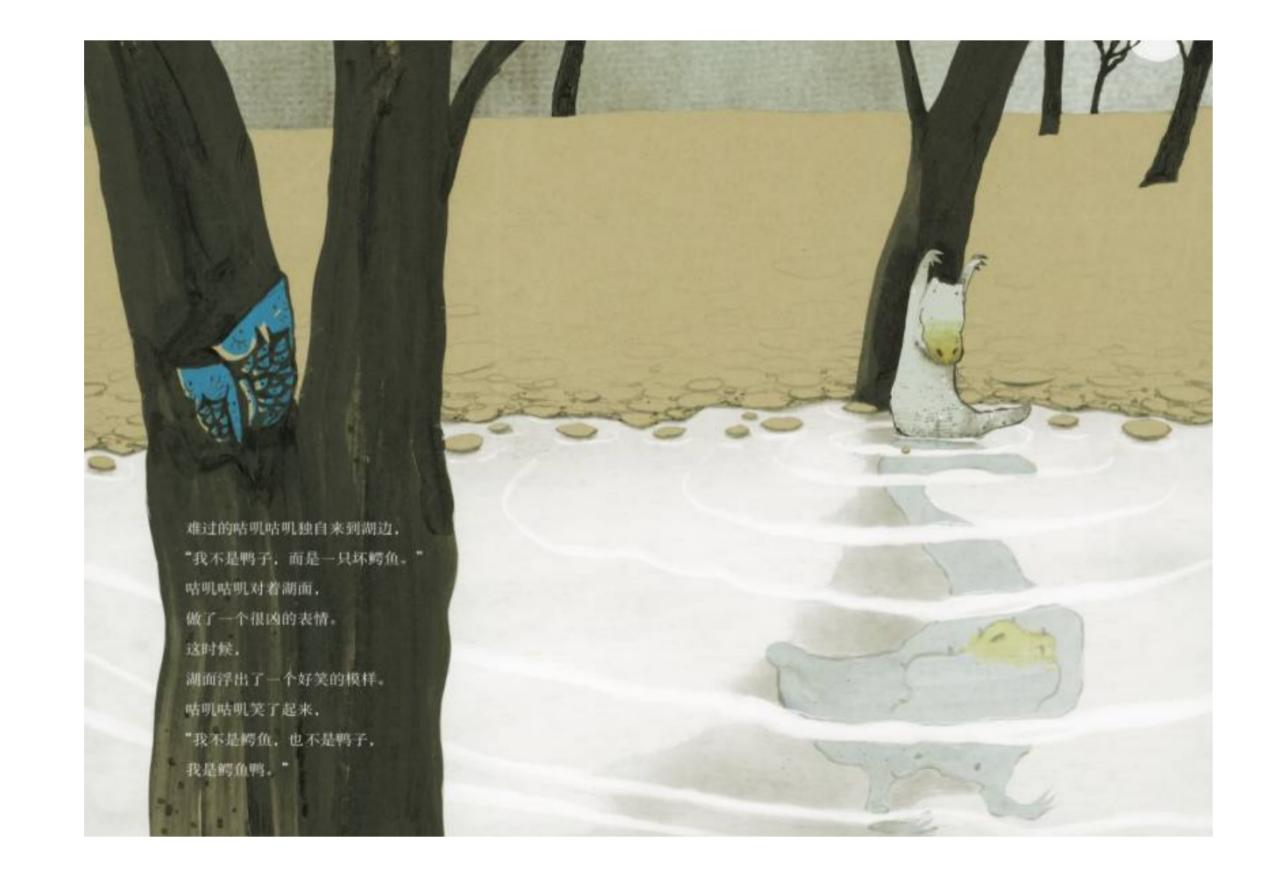 难过的咕叽咕叽独自来到湖边，
“我不是鸭子，而是一只坏鳄鱼。”
咕叽咕叽对着湖面，
做了一个很凶的表情。
这时候，
湖面浮出了一个好笑的模样。
咕叽咕叽笑了起来，
“我不是鳄鱼，也不是鸭子，
我是鳄鱼鸭。”